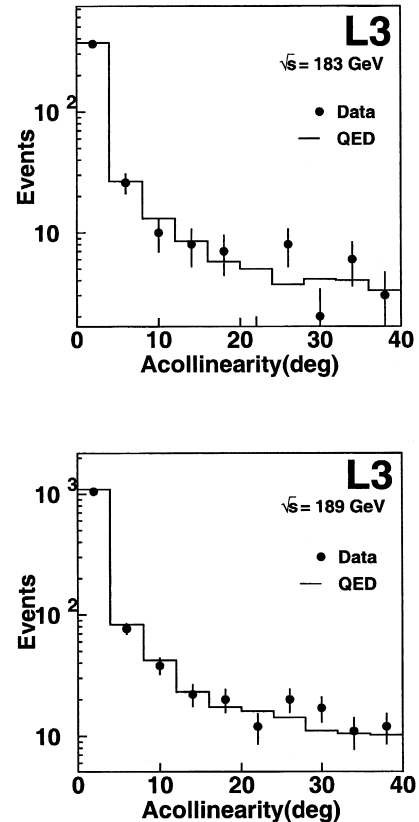 L3
√s = 183 GeV
10 2
Data
QED
10
Events
0 10 20 30 40
Acollinearity(deg)
L3
√s = 189 GeV
10 3
Data
QED
10 2
10
Events
0 10 20 30 40
Acollinearity(deg)